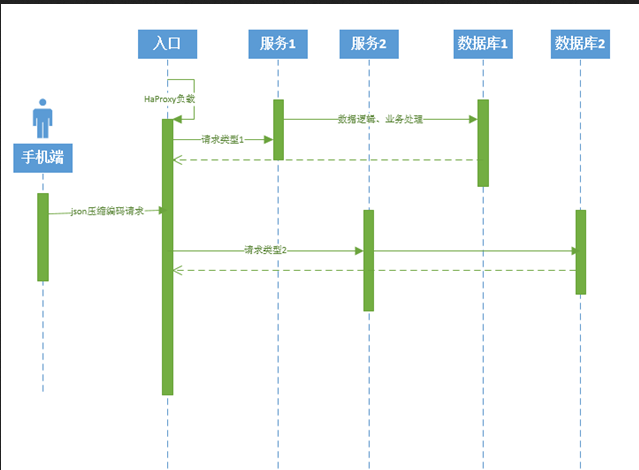 入口
服务1
服务2
数据库1
数据库2
HaProxy负载
手机端
请求类型1
数据逻辑、业务处理
json压缩编码请求
请求类型2